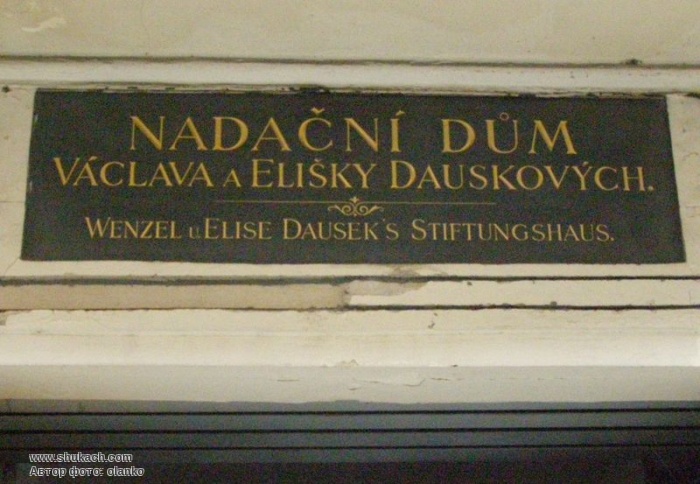 NADAČNÍ DŮM
VÁCLAVA A ELIŠKY DAUSKOVÝCH.
WENZEL U. ELISE DAUSEK'S STIFTUNGSHAUS.
www.shukach.com
Автор фото: olanko